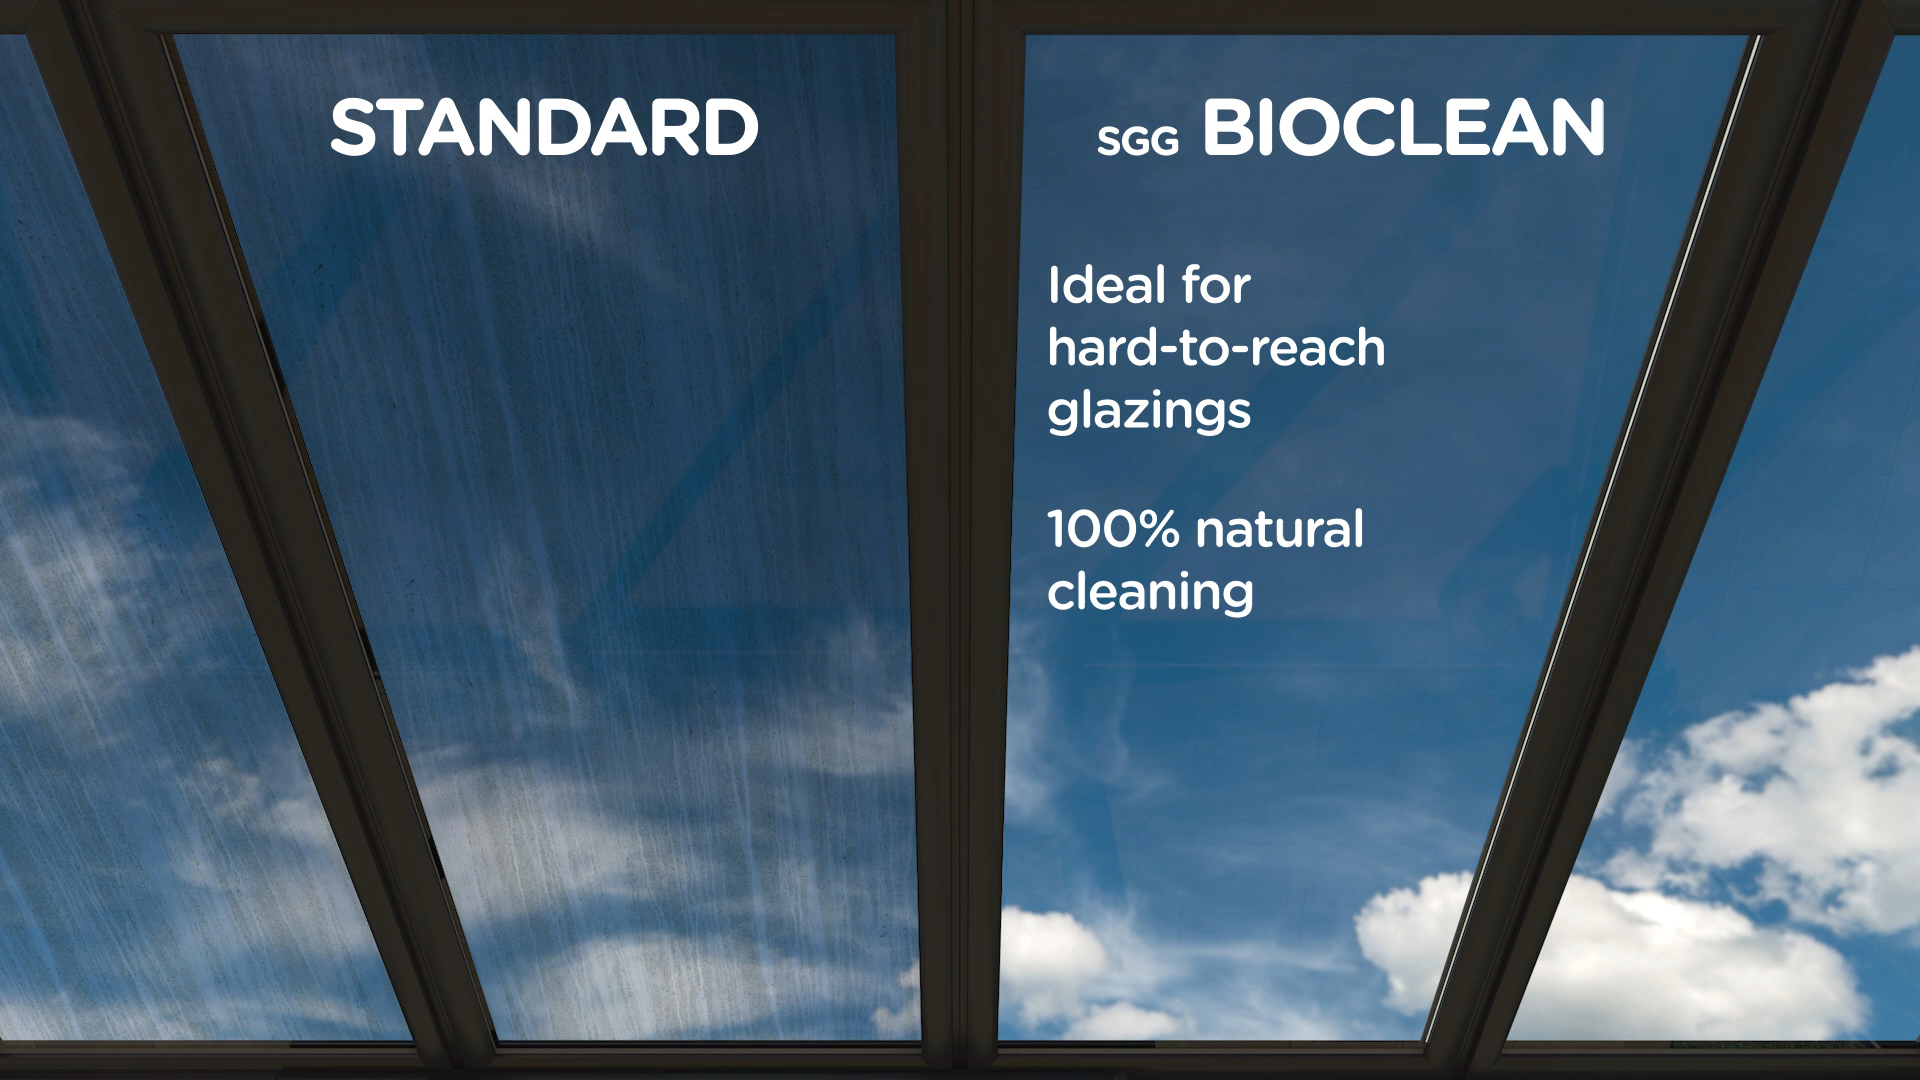 STANDARD
SGG BIOCLEAN
Ideal for
hard-to-reach
glazings
100% natural
cleaning